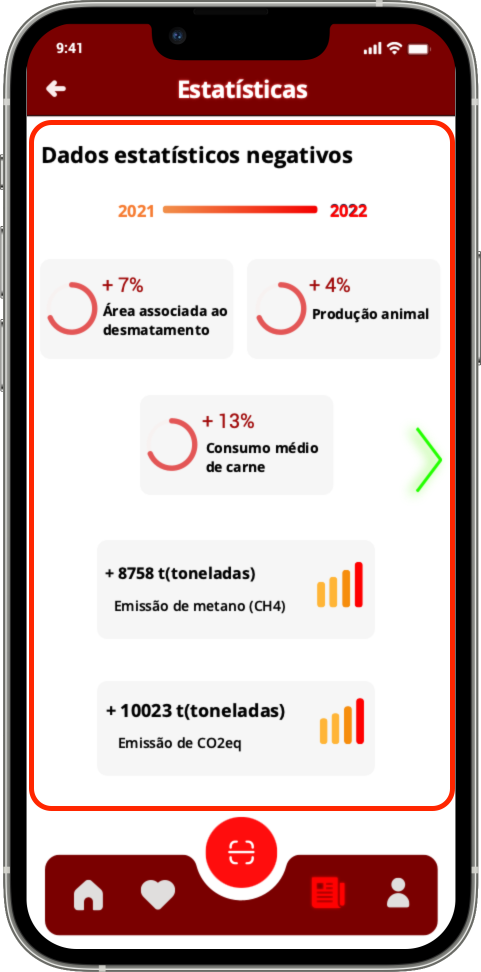 9:41
Estatísticas
Dados estatísticos negativos
2021 2022
+ 7%
Área associada ao
desmatamento
+ 4%
Produção animal
+ 13%
Consumo médio
de carne
+ 8758 t(toneladas)
Emissão de metano (CH4)
+ 10023 t(toneladas)
Emissão de CO2eq